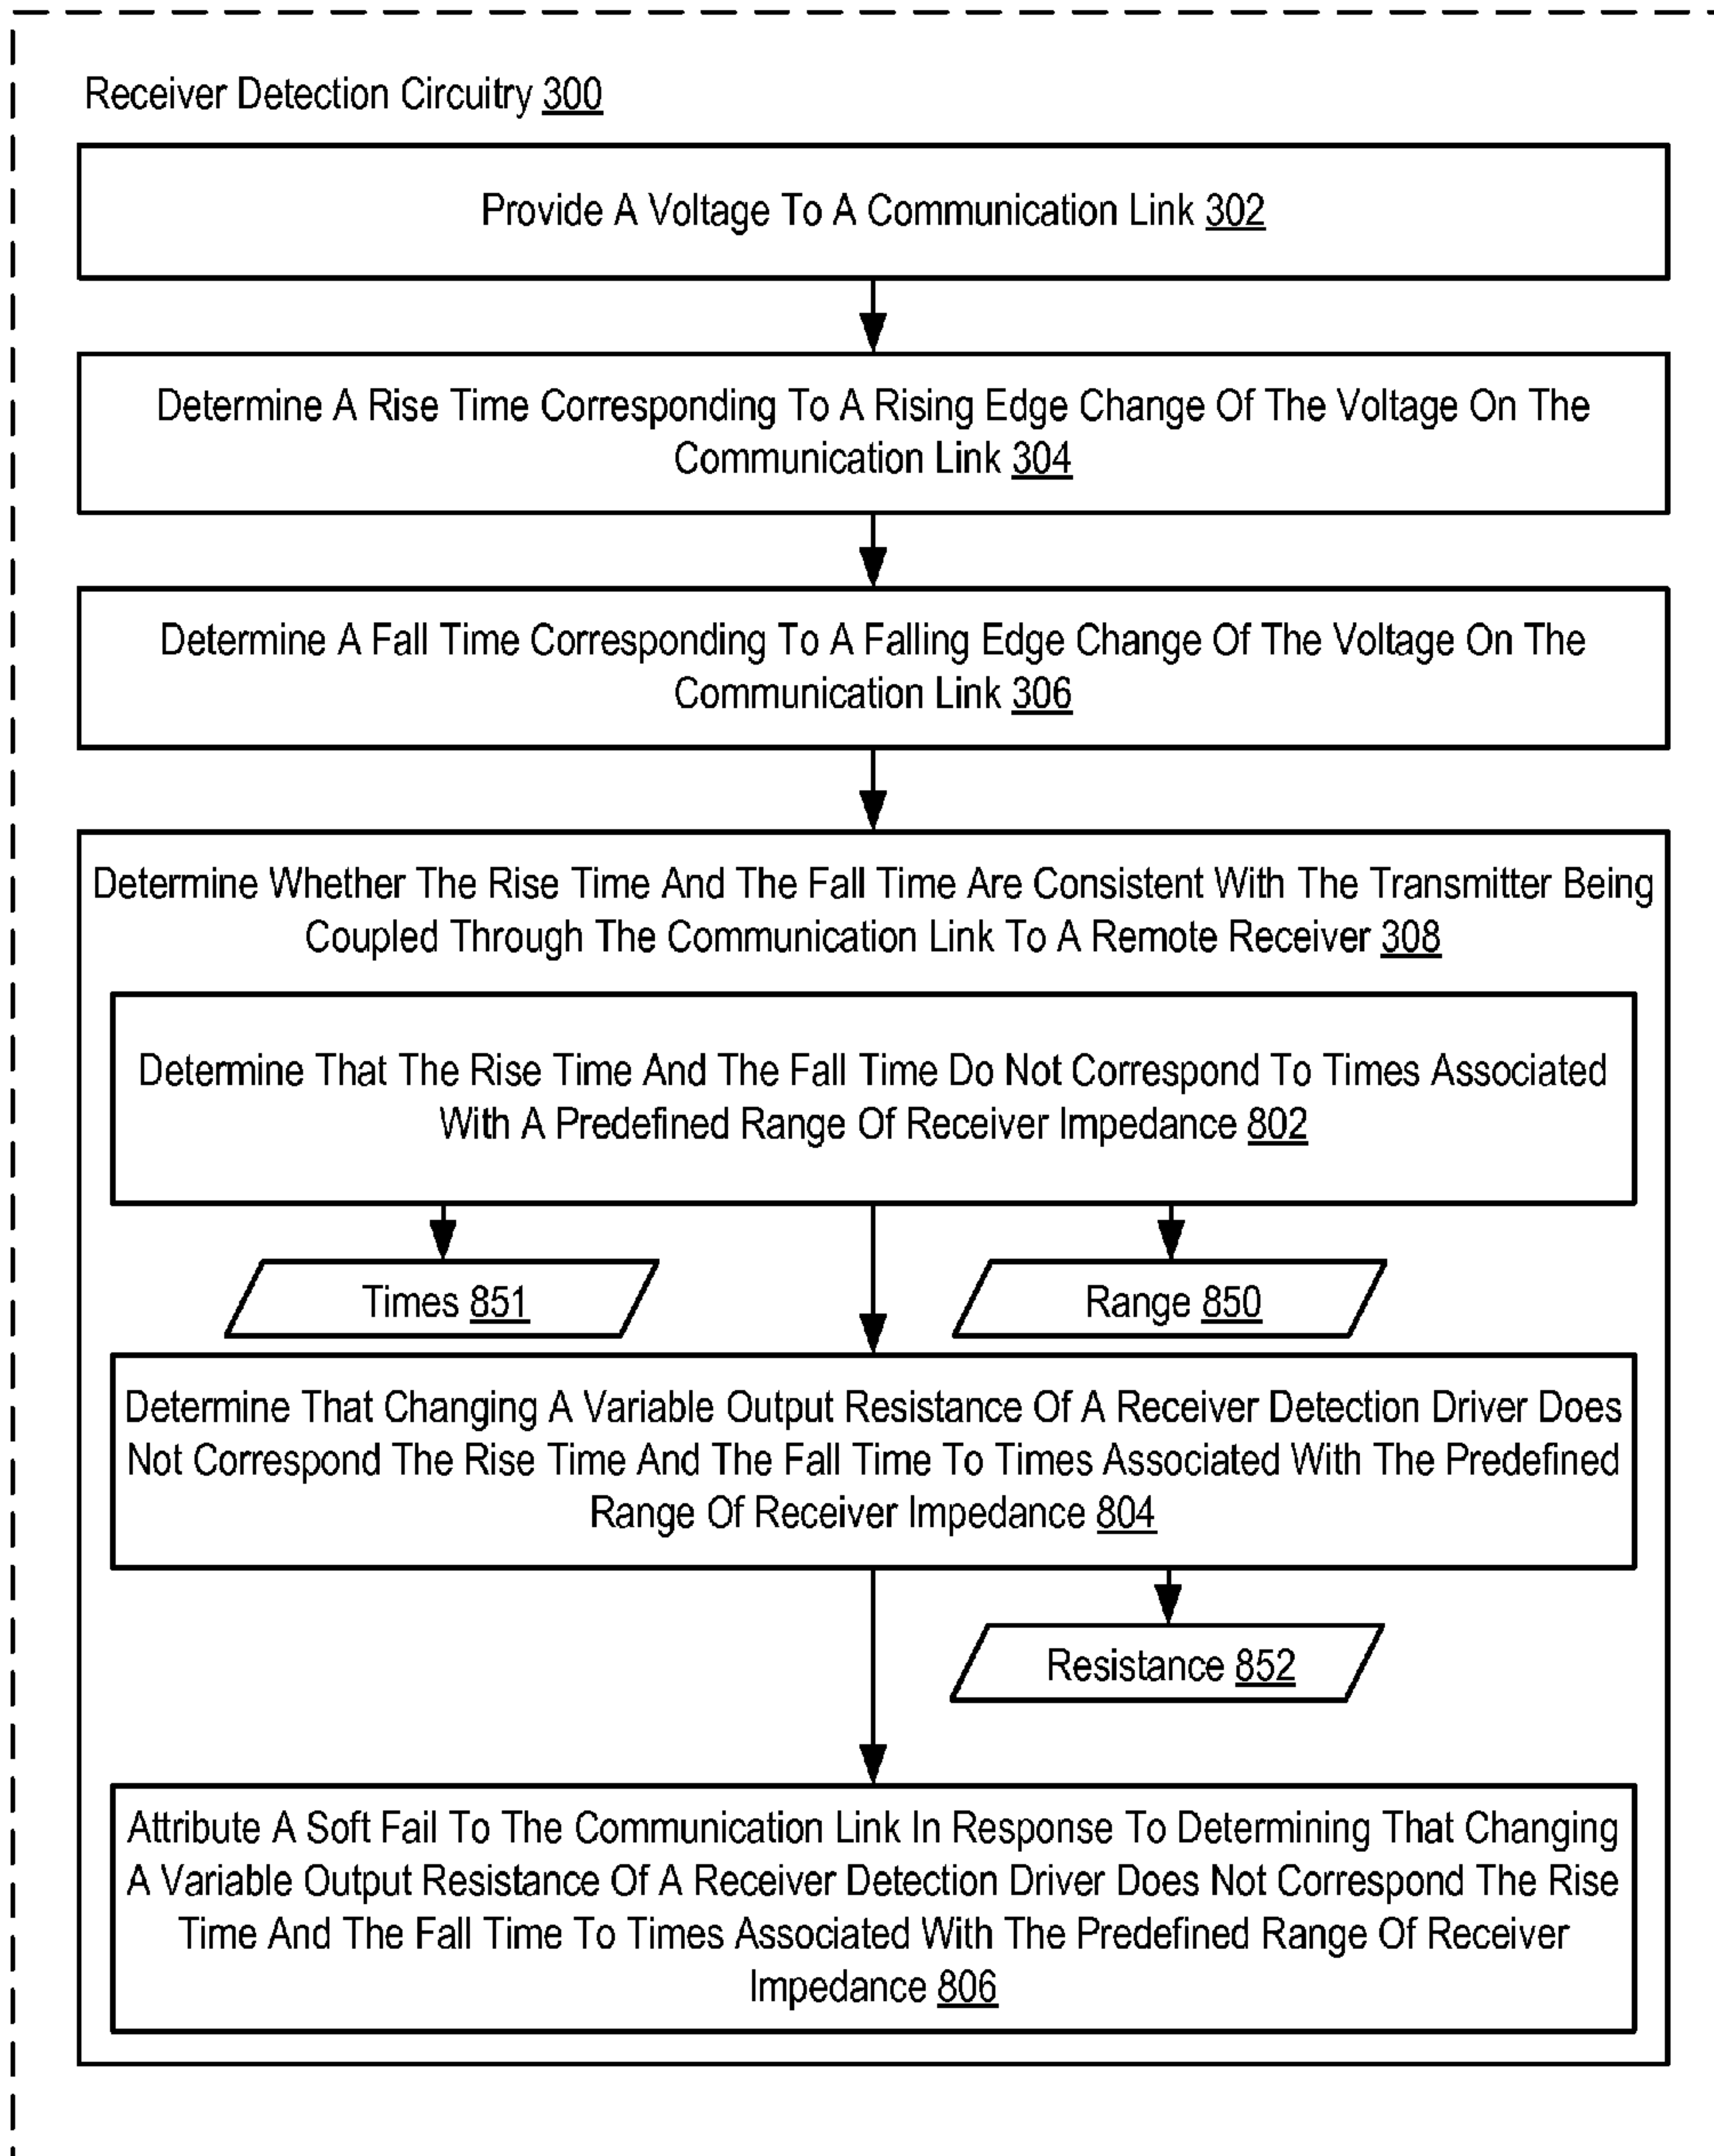 Receiver Detection Circuitry 300
Provide A Voltage To A Communication Link 302
Determine A Rise Time Corresponding To A Rising Edge Change Of The Voltage On The
Communication Link 304
Determine A Fall Time Corresponding To A Falling Edge Change Of The Voltage On The
Communication Link 306
Determine Whether The Rise Time And The Fall Time Are Consistent With The Transmitter Being
Coupled Through The Communication Link To A Remote Receiver 308
Determine That The Rise Time And The Fall Time Do Not Correspond To Times Associated
With A Predefined Range Of Receiver Impedance 802
Times 851
Range 850
Determine That Changing A Variable Output Resistance Of A Receiver Detection Driver Does
Not Correspond The Rise Time And The Fall Time To Times Associated With The Predefined
Range Of Receiver Impedance 804
Resistance 852
Attribute A Soft Fail To The Communication Link In Response To Determining That Changing
A Variable Output Resistance Of A Receiver Detection Driver Does Not Correspond The Rise
Time And The Fall Time To Times Associated With The Predefined Range Of Receiver
Impedance 806